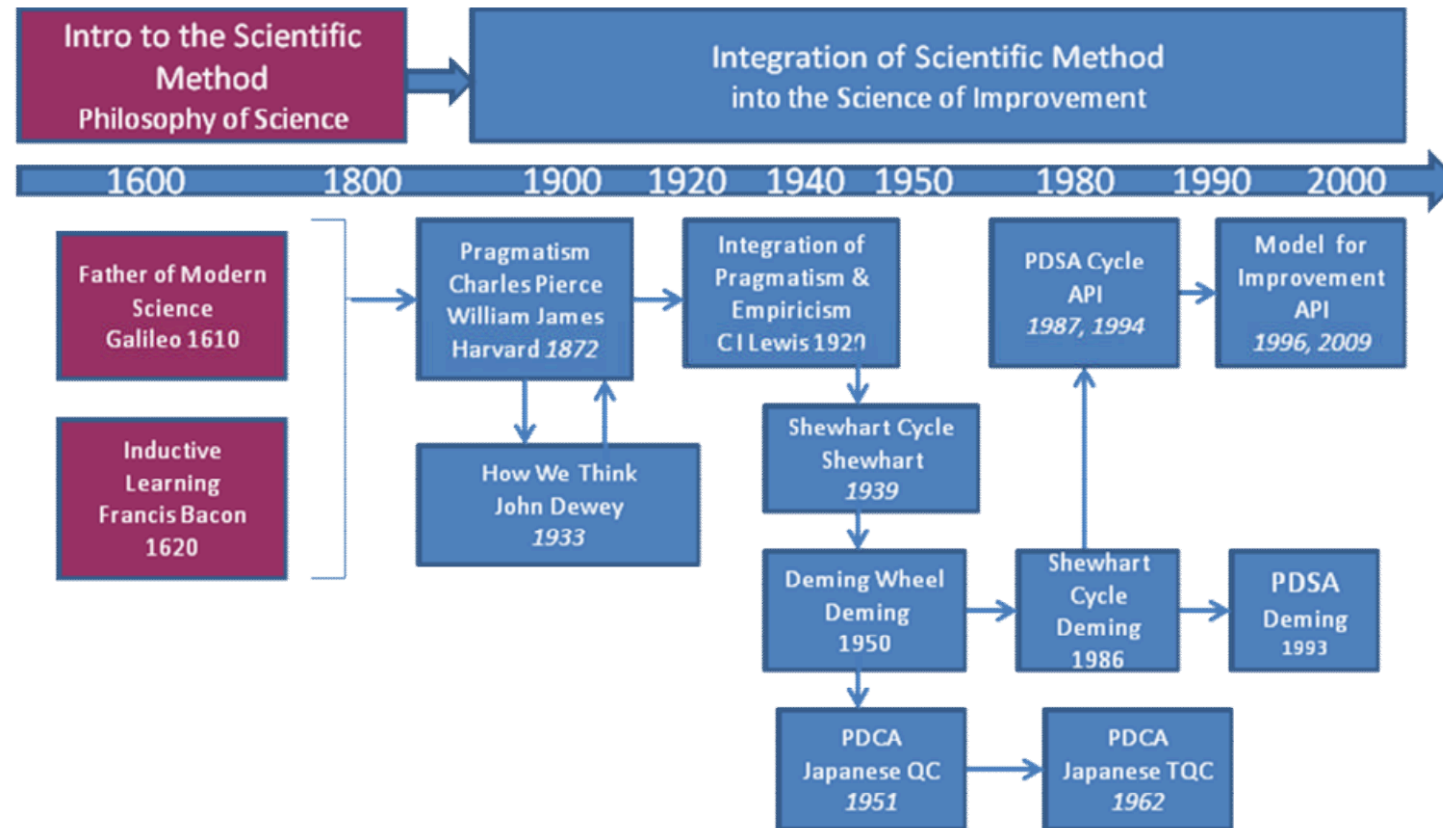 Intro to the Scientific
Method
Philosophy of Science
Integration of Scientific Method
into the Science of Improvement
1600 1800 1900 1920 1940 1950 1980 1990 2000
Father of Modern
Science
Galileo 1610
Inductive
Learning
Francis Bacon
1620
Pragmatism
Charles Pierce
William James
Harvard 1872
How We Think
John Dewey
1933
Integration of
Pragmatism &
Empiricism
C I Lewis 1929
Shewhart Cycle
Shewhart
1939
Deming Wheel
Deming
1950
PDCA
Japanese QC
1951
PDCA
Japanese TQC
1962
Shewhart
Cycle
Deming
1986
PDSA
Deming
1993
PDSA Cycle
API
1987, 1994
Model for
Improvement
API
1996, 2009